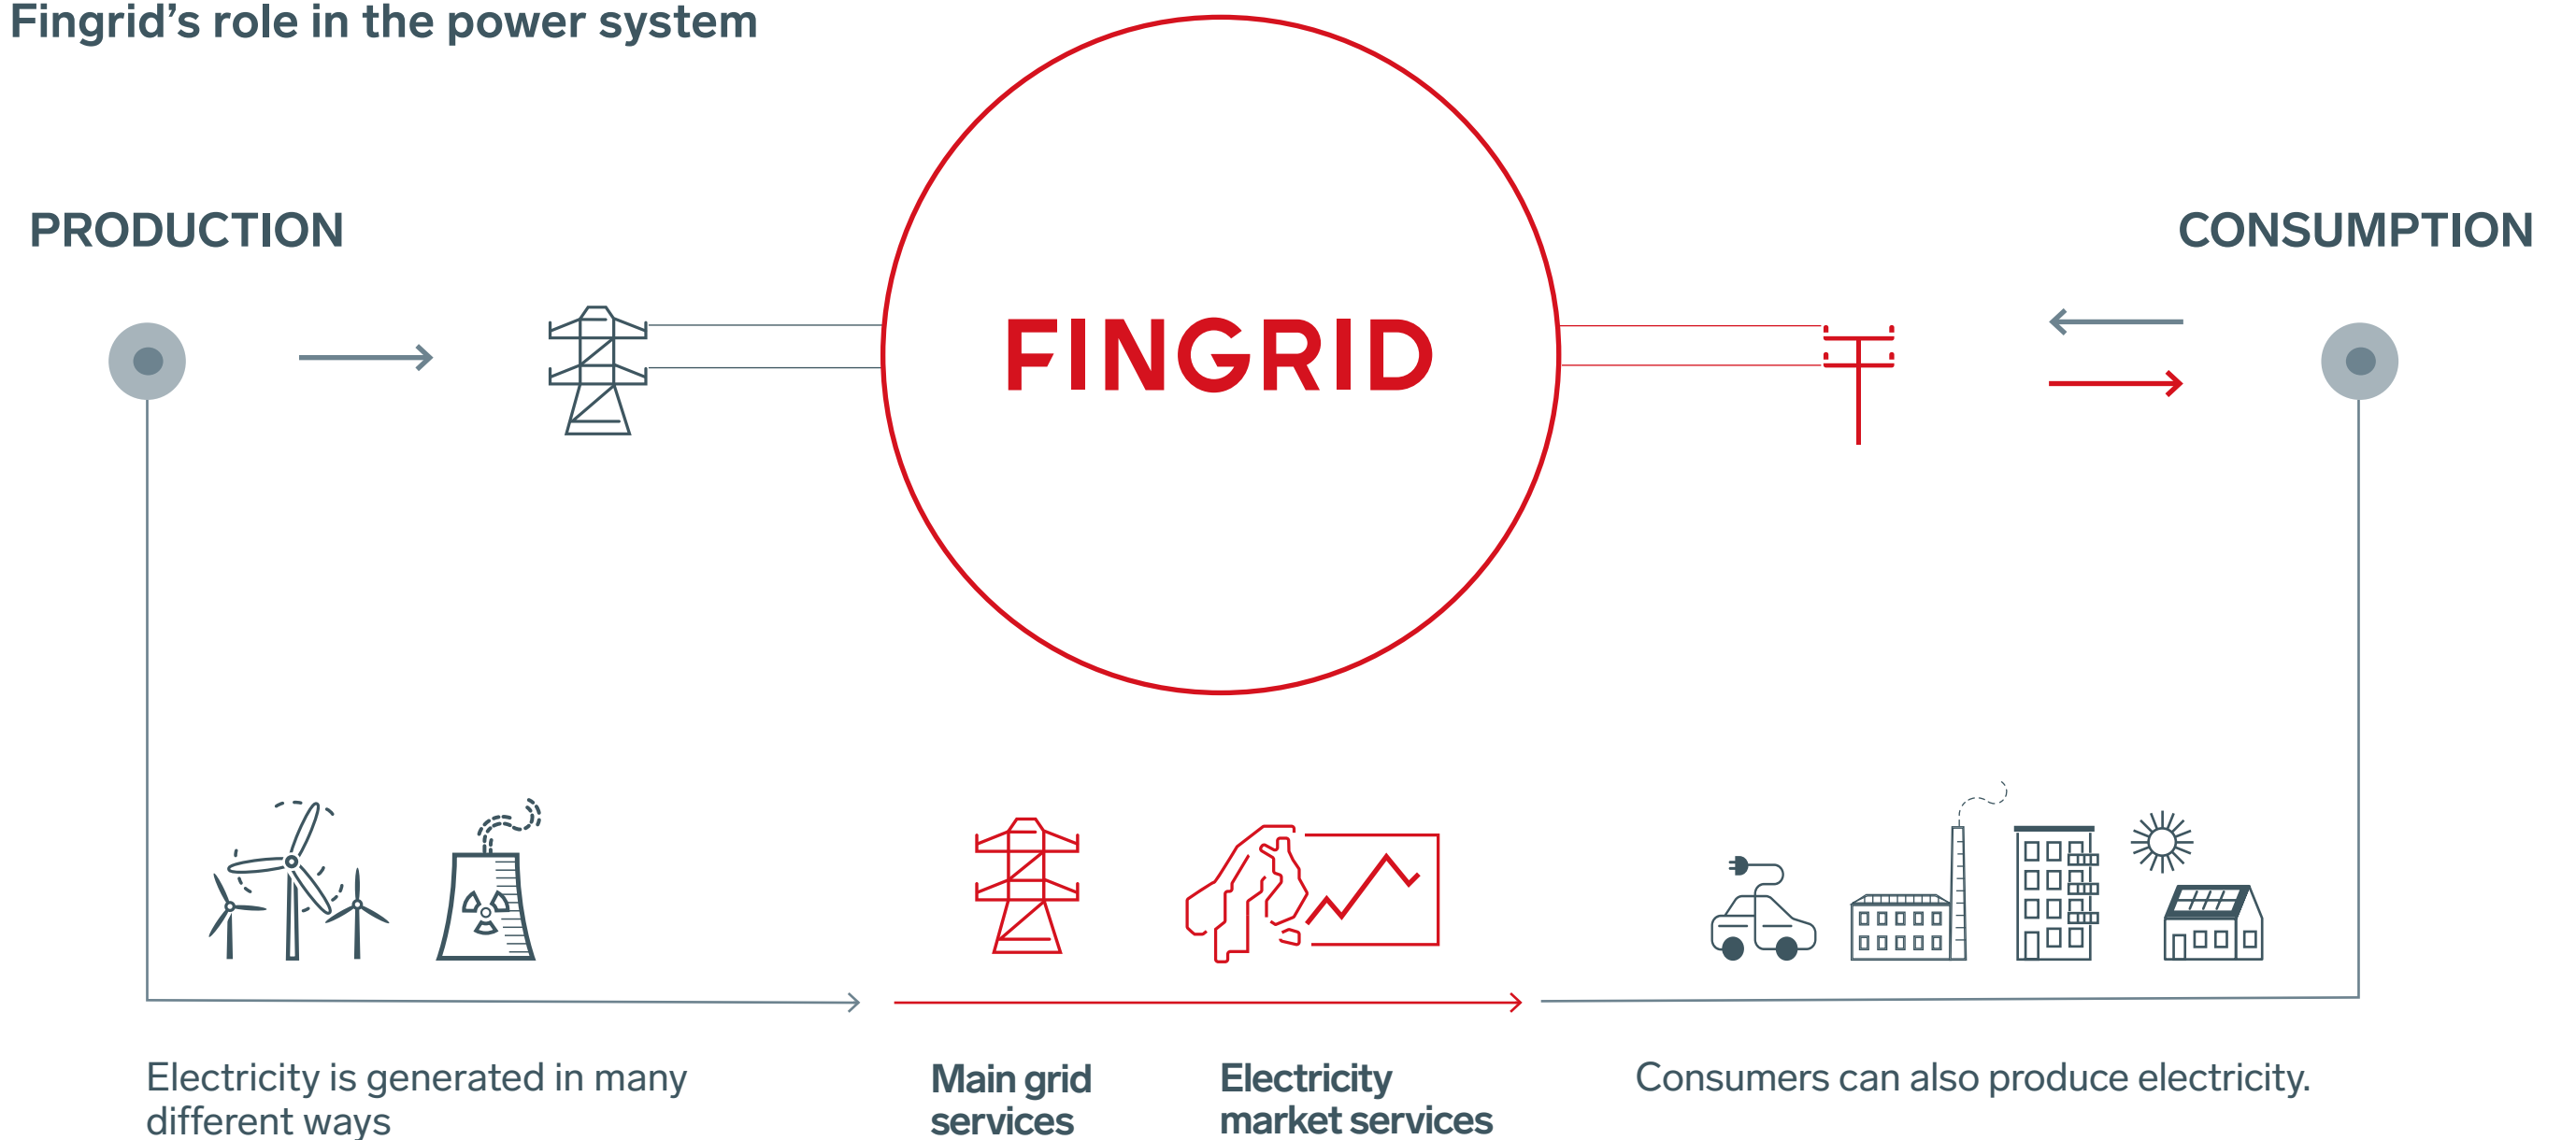 Fingrid’s role in the power system
PRODUCTION
FINGRID
CONSUMPTION
Electricity is generated in many
different ways
Main grid
services
Electricity
market services
Consumers can also produce electricity.